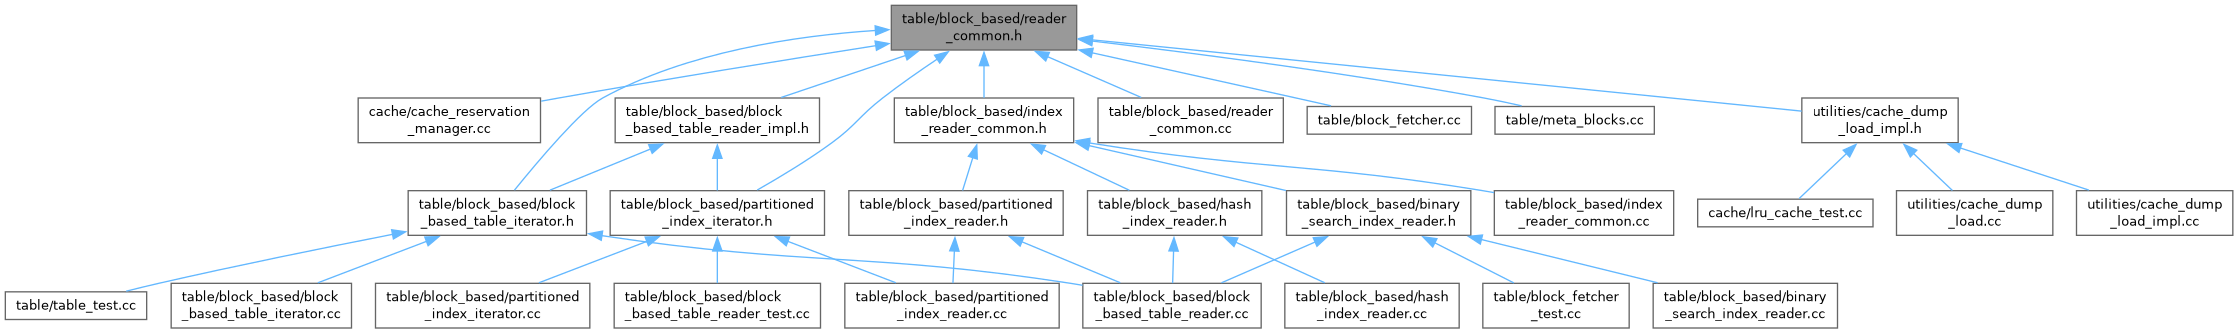 table/block_based/reader
_common.h
cache/cache_reservation
_manager.cc
table/block_based/block
_based_table_reader_impl.h
table/block_based/index
_reader_common.h
table/block_based/reader
_common.cc
table/block_fetcher.cc
table/meta_blocks.cc
utilities/cache_dump
_load_impl.h
table/block_based/block
_based_table_iterator.h
table/block_based/partitioned
_index_iterator.h
table/block_based/partitioned
_index_reader.h
table/block_based/hash
_index_reader.h
table/block_based/binary
_search_index_reader.h
table/block_based/index
_reader_common.cc
cache/lru_cache_test.cc
utilities/cache_dump
_load.cc
utilities/cache_dump
_load_impl.cc
table/table_test.cc
table/block_based/block
_based_table_iterator.cc
table/block_based/partitioned
_index_iterator.cc
table/block_based/block
_based_table_reader_test.cc
table/block_based/partitioned
_index_reader.cc
table/block_based/block
_based_table_reader.cc
table/block_based/hash
_index_reader.cc
table/block_fetcher
_test.cc
table/block_based/binary
_search_index_reader.cc